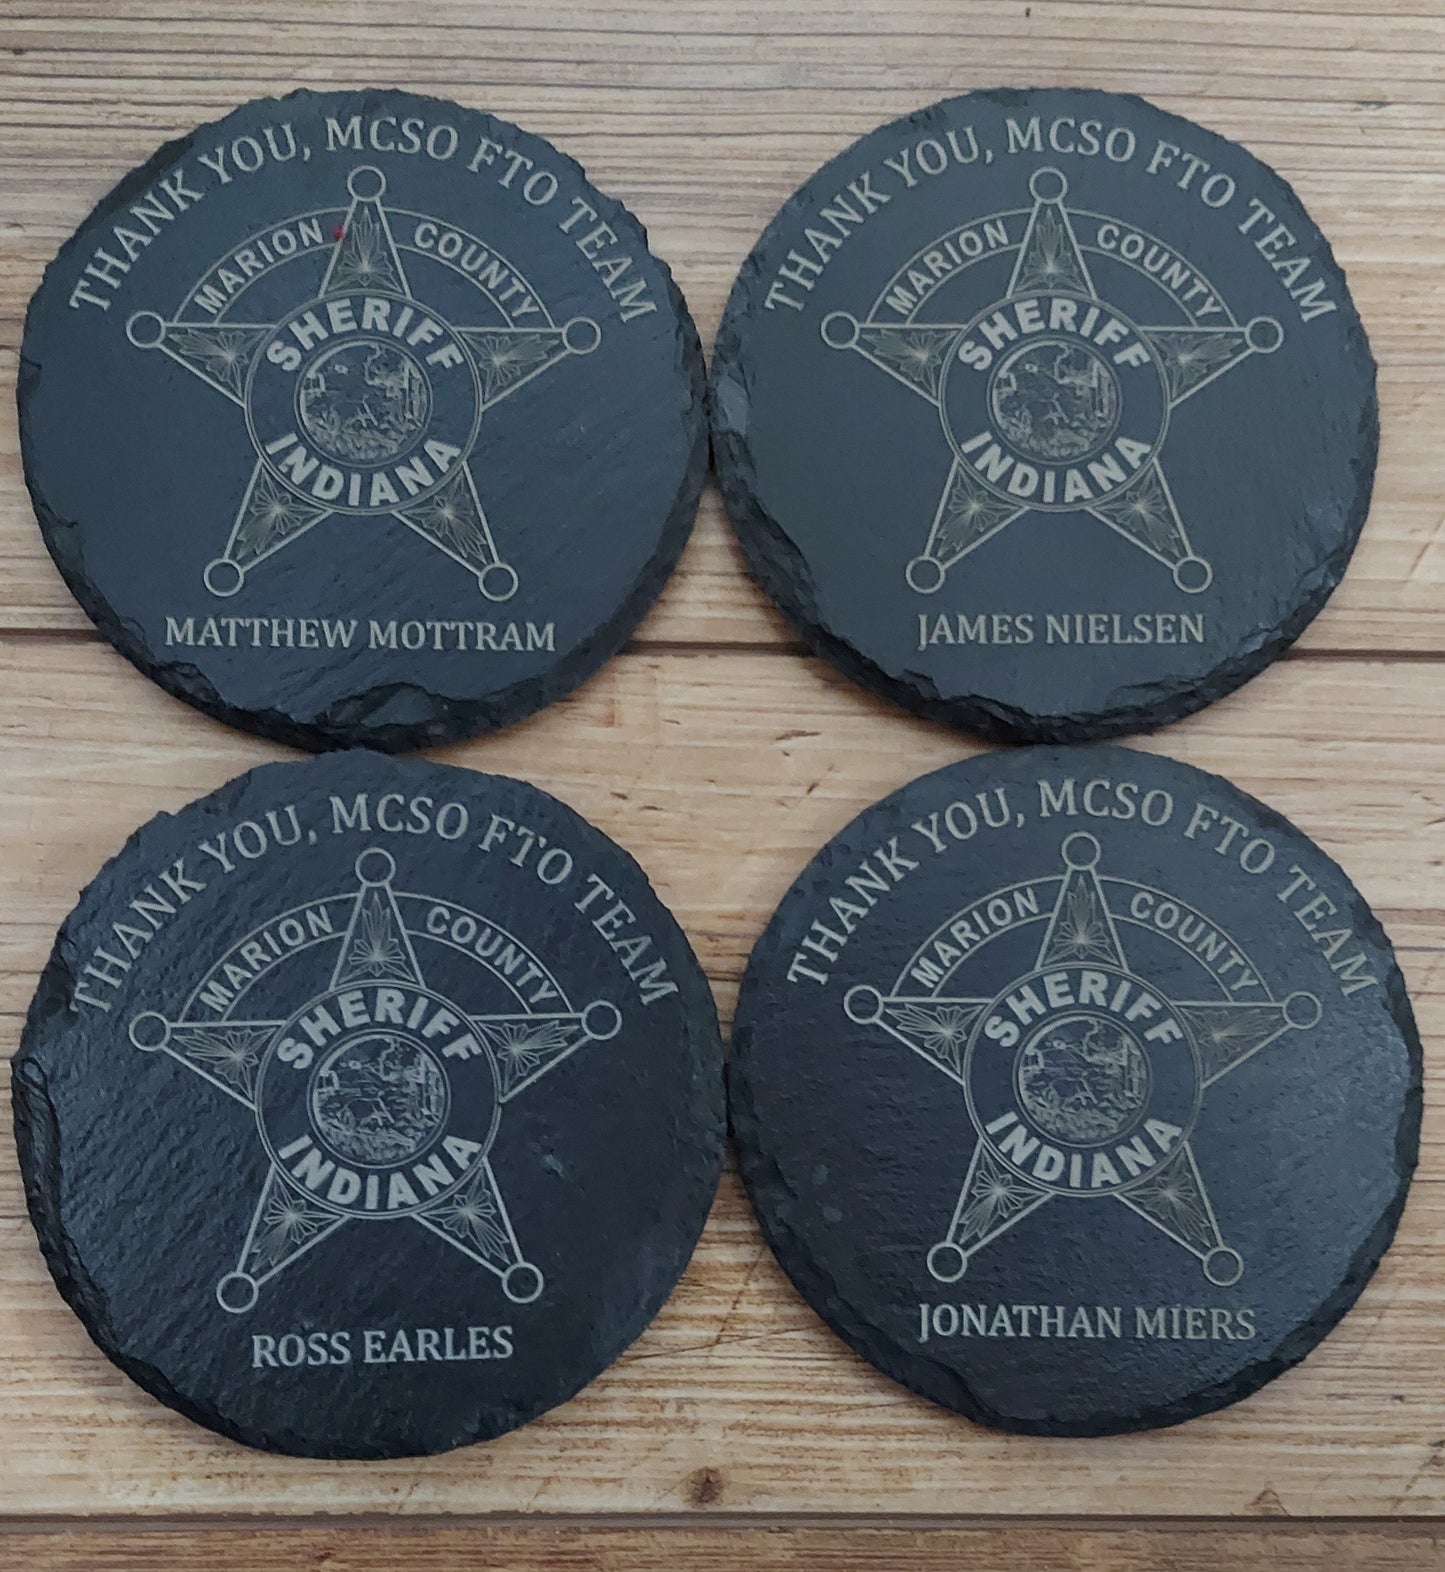 THANK YOU, MCSO FTO TEAM
MARION COUNTY
SHERIFF
INDIANA
MATTHEW MOTTRAM
THANK YOU, MCSO FTO TEAM
MARION COUNTY
SHERIFF
INDIANA
JAMES NIELSEN
THANK YOU, MCSO FTO TEAM
MARION COUNTY
SHERIFF
INDIANA
ROSS EARLES
THANK YOU, MCSO FTO TEAM
MARION COUNTY
SHERIFF
INDIANA
JONATHAN MIERS